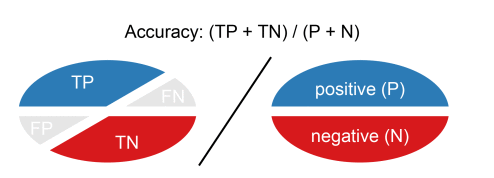 Accuracy: (TP + TN) / (P + N)
TP
FN
FP
TN
positive (P)
negative (N)